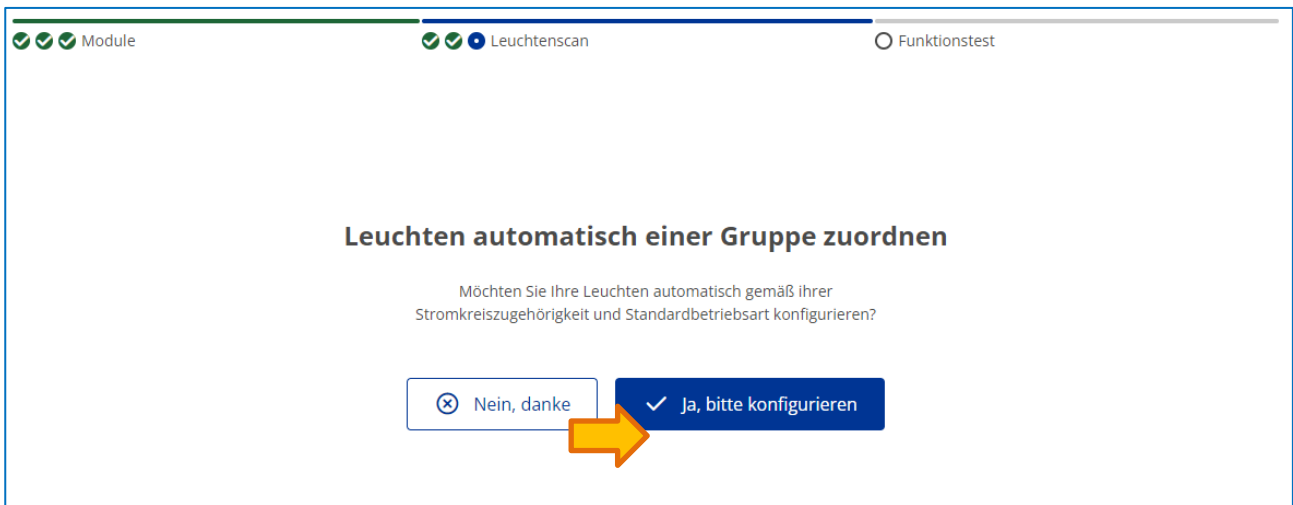 Module
Leuchtenscan
Funktionstest
Leuchten automatisch einer Gruppe zuordnen
Möchten Sie Ihre Leuchten automatisch gemäß ihrer
Stromkreiszugehörigkeit und Standardbetriebsart konfigurieren?
Nein, danke
Ja, bitte konfigurieren